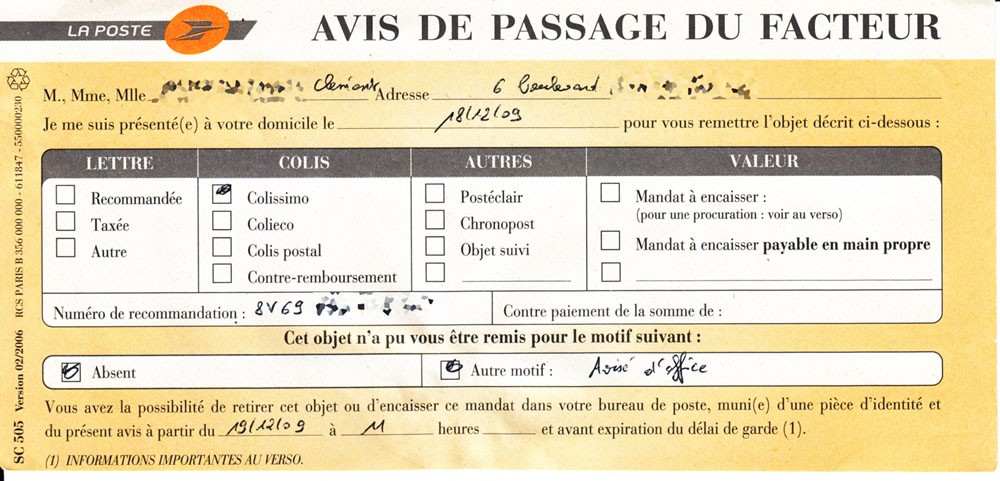 LA POSTE
AVIS DE PASSAGE DU FACTEUR
M., Mme, Mlle Clément Adresse 6 boulevard
Je me suis présenté(e) à votre domicile le 18/12/09 pour vous remettre l'objet décrit ci-dessous :
LETTRE COLIS AUTRES VALEUR
Recommandée Colissimo Postéclair Mandat à encaisser :
(pour une procuration : voir au verso)
Taxée Colieco Chronopost
Autre Colis postal Objet suivi Mandat à encaisser payable en main propre
Contre-remboursement
Numéro de recommandation : 8V69 Contre paiement de la somme de :
Cet objet n'a pu vous être remis pour le motif suivant :
Absent Autre motif : Avisé d'office
Vous avez la possibilité de retirer cet objet ou d'encaisser ce mandat dans votre bureau de poste, muni(e) d'une pièce d'identité et
du présent avis à partir du 19/12/09 à 11 heures et avant expiration du délai de garde (1).
(1) INFORMATIONS IMPORTANTES AU VERSO.
SC 505 Version 02/2006 RCS PARIS B 356 000 000 - 611847 - 550000230